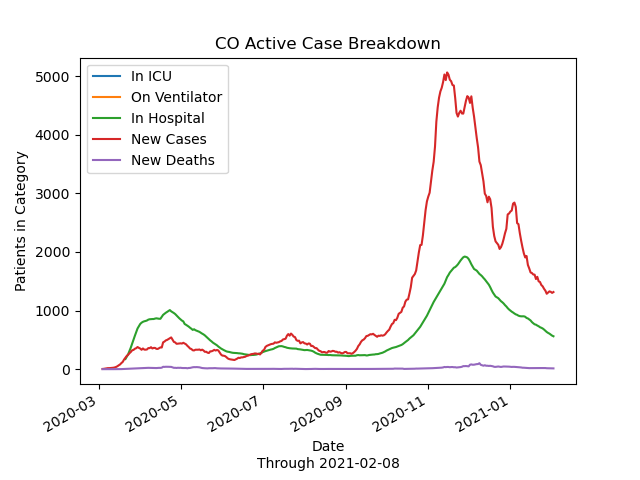 CO Active Case Breakdown
In ICU
On Ventilator
In Hospital
New Cases
New Deaths
Patients in Category
5000
4000
3000
2000
1000
0
2020-03
2020-05
2020-07
2020-09
2020-11
2021-01
Date
Through 2021-02-08